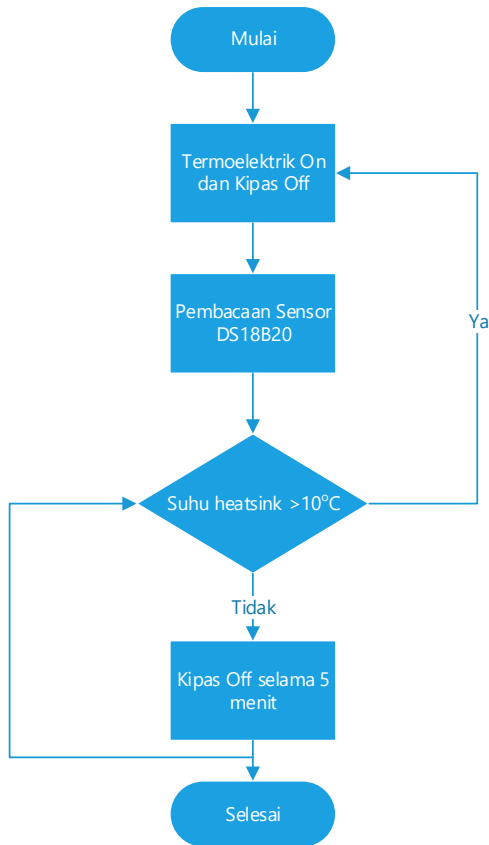 Mulai
Termoelektrik On
dan Kipas Off
Pembacaan Sensor
DS18B20
Ya
Suhu heatsink >10°C
Tidak
Kipas Off selama 5
menit
Selesai